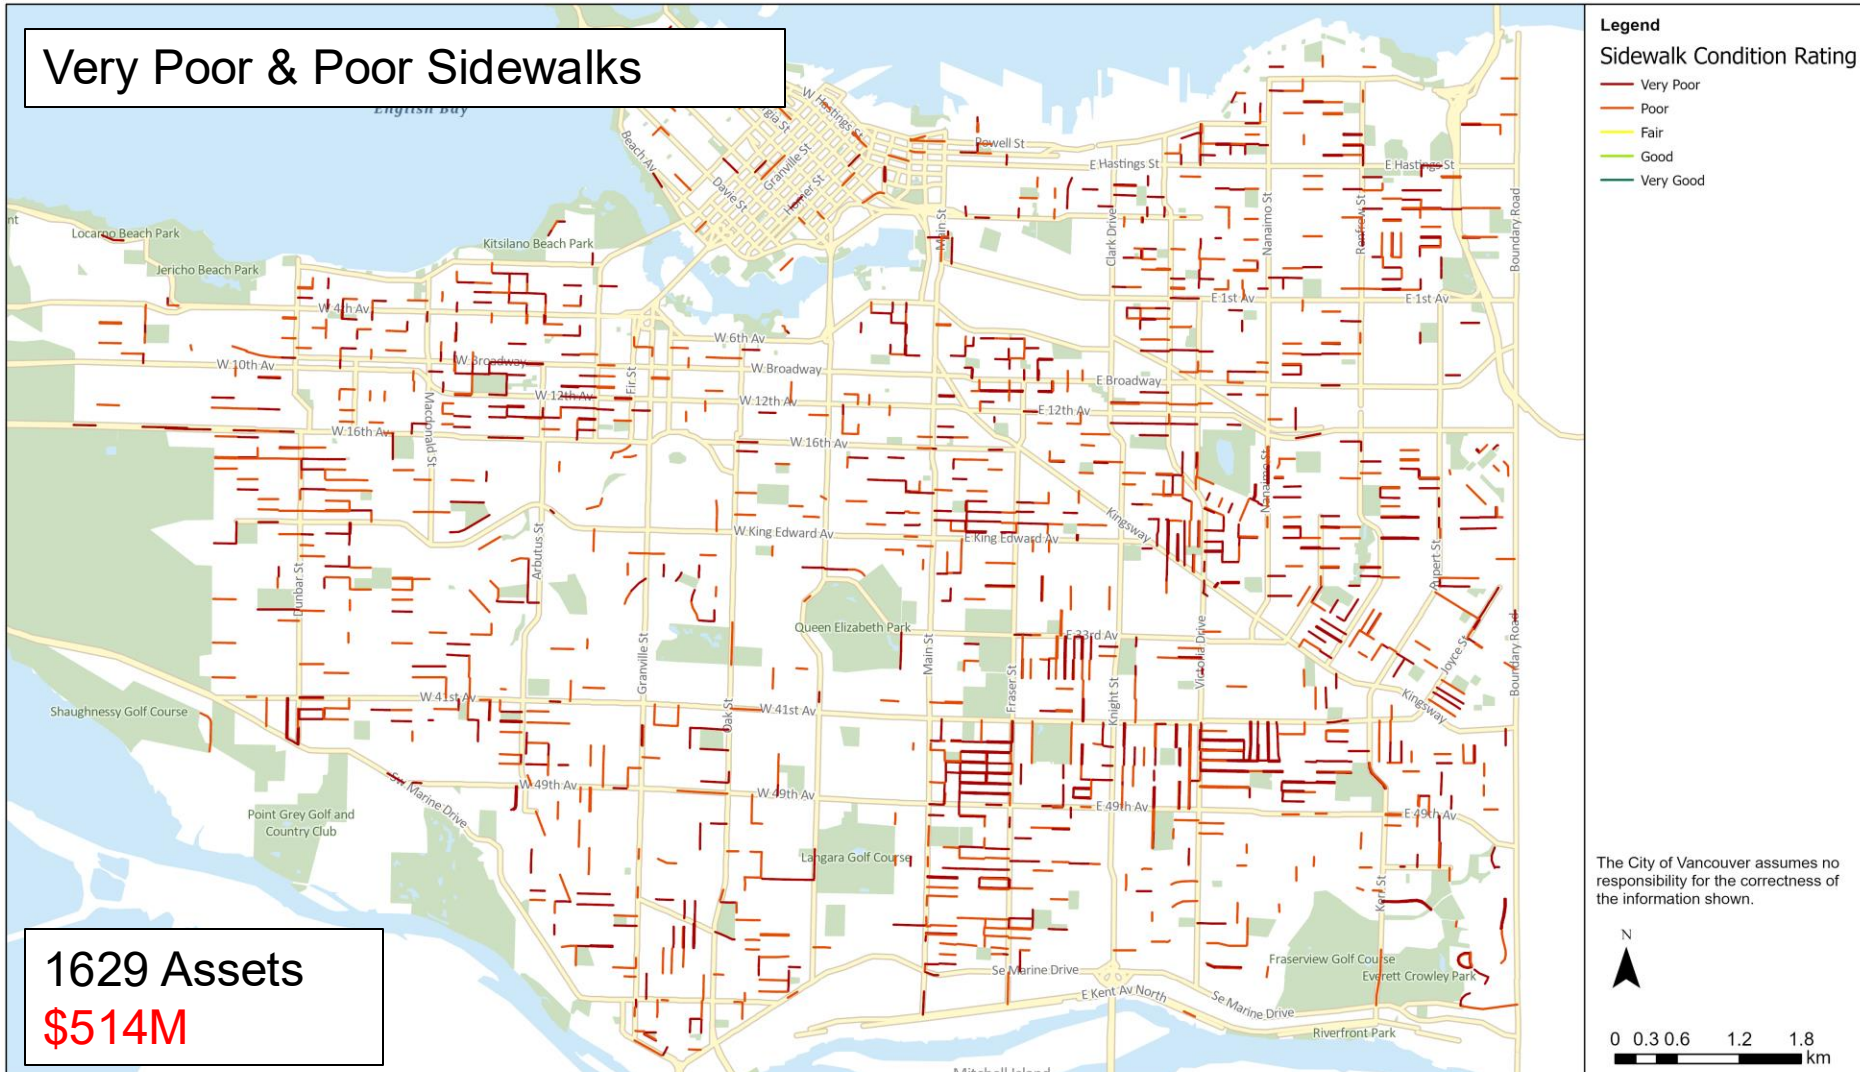 Very Poor & Poor Sidewalks
English Bay
W Hastings St
Granville St
Beach Av
Davie St
Homer St
Powell St
E Hastings St
E Hastings St
Main St
Clark Drive
Nanaimo St
Renfrew St
Boundary Road
Locarno Beach Park
Kitsilano Beach Park
Jericho Beach Park
W 4th Av
E 1st Av
E 1st Av
W 6th Av
W 10th Av
W Broadway
W Broadway
E Broadway
Fir St
W 12th Av
W 12th Av
E 12th Av
Macdonald St
W 16th Av
W 16th Av
Nanaimo St
Kingsway
W King Edward Av
E King Edward Av
Arbutus St
Dunbar St
Rupert St
Queen Elizabeth Park
E 33rd Av
Main St
Granville St
Victoria Drive
Joyce St
Boundary Road
Fraser St
Knight St
Oak St
W 41st Av
W 41st Av
Kingsway
Shaughnessy Golf Course
SW Marine Drive
W 49th Av
W 49th Av
E 49th Av
E 49th Av
Point Grey Golf and
Country Club
Langara Golf Course
Kerr St
Fraserview Golf Course
Everett Crowley Park
Se Marine Drive
E Kent Av North
Se Marine Drive
Riverfront Park
Mitchell Island
1629 Assets
$514M
Legend
Sidewalk Condition Rating
Very Poor
Poor
Fair
Good
Very Good
The City of Vancouver assumes no
responsibility for the correctness of
the information shown.
N
0 0.3 0.6 1.2 1.8
km